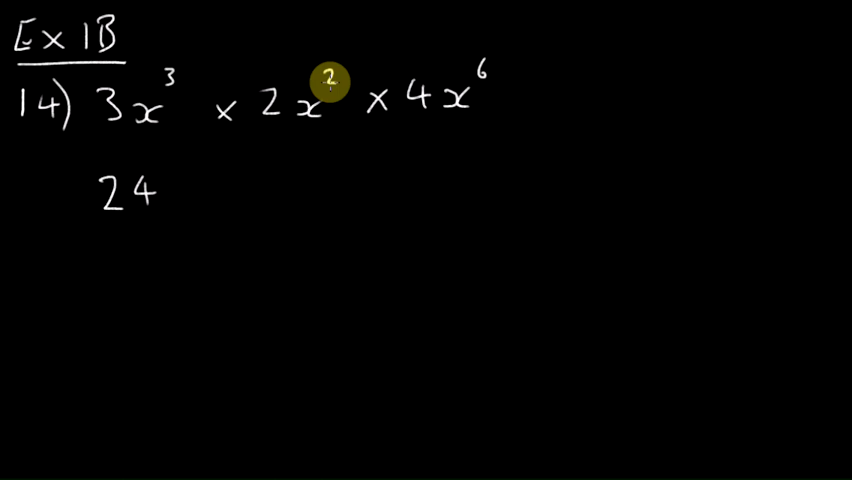 Ex 1B
14) 3x³ × 2x² × 4x⁶
24